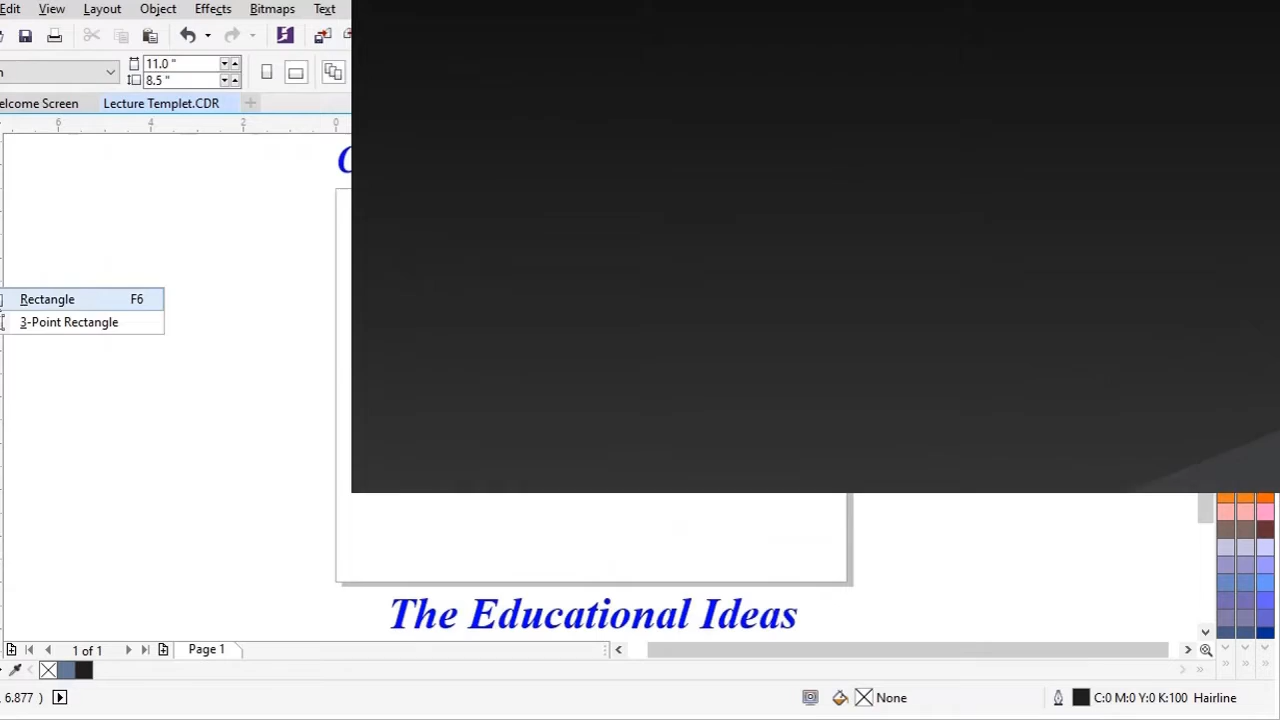 Edit View Layout Object Effects Bitmaps Text
11.0 "
8.5 "
elcome Screen Lecture Templet.CDR
6 4 2 0
Rectangle F6
3-Point Rectangle
The Educational Ideas
1 of 1 Page 1
6.877 ) None C:0 M:0 Y:0 K:100 Hairline